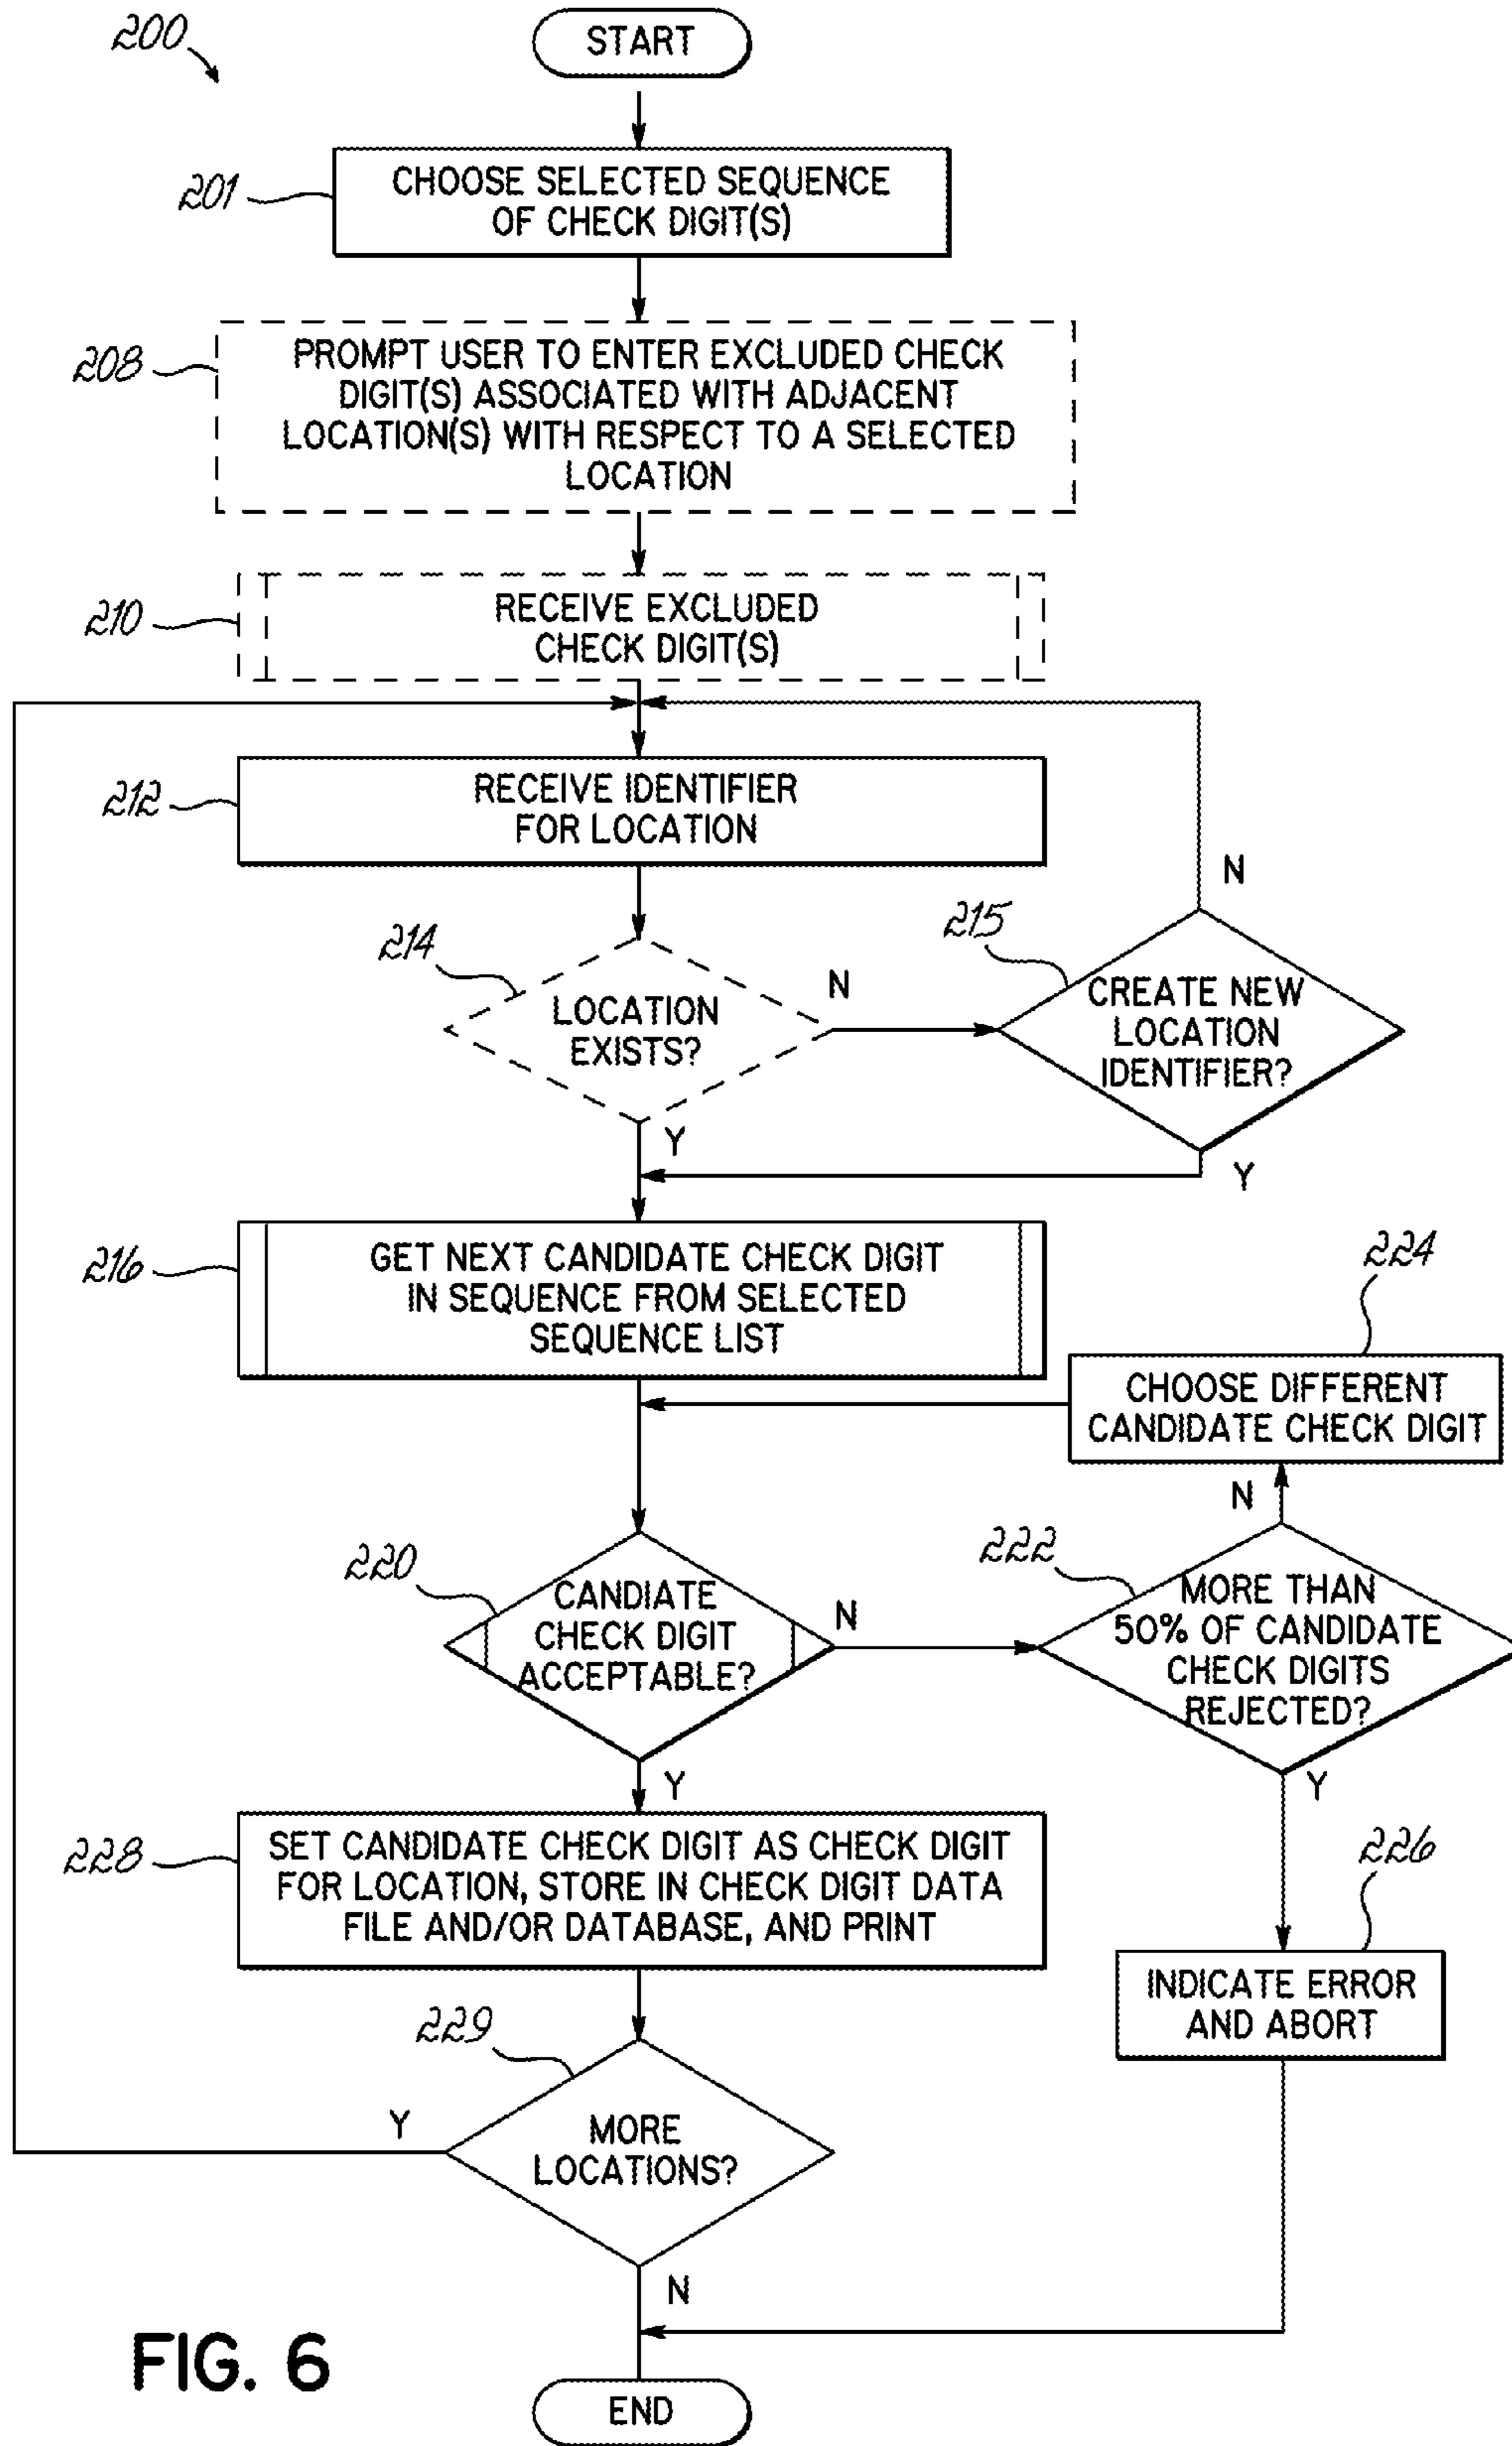 200
START
201
CHOOSE SELECTED SEQUENCE
OF CHECK DIGIT(S)
208
PROMPT USER TO ENTER EXCLUDED CHECK
DIGIT(S) ASSOCIATED WITH ADJACENT
LOCATION(S) WITH RESPECT TO A SELECTED
LOCATION
210
RECEIVE EXCLUDED
CHECK DIGIT(S)
212
RECEIVE IDENTIFIER
FOR LOCATION
N
214
LOCATION
EXISTS?
N
215
CREATE NEW
LOCATION
IDENTIFIER?
Y
Y
216
GET NEXT CANDIDATE CHECK DIGIT
IN SEQUENCE FROM SELECTED
SEQUENCE LIST
224
CHOOSE DIFFERENT
CANDIDATE CHECK DIGIT
N
220
CANDIATE
CHECK DIGIT
ACCEPTABLE?
N
222
MORE THAN
50% OF CANDIDATE
CHECK DIGITS
REJECTED?
Y
Y
228
SET CANDIDATE CHECK DIGIT AS CHECK DIGIT
FOR LOCATION, STORE IN CHECK DIGIT DATA
FILE AND/OR DATABASE, AND PRINT
226
INDICATE ERROR
AND ABORT
229
MORE
LOCATIONS?
Y
N
FIG. 6
END